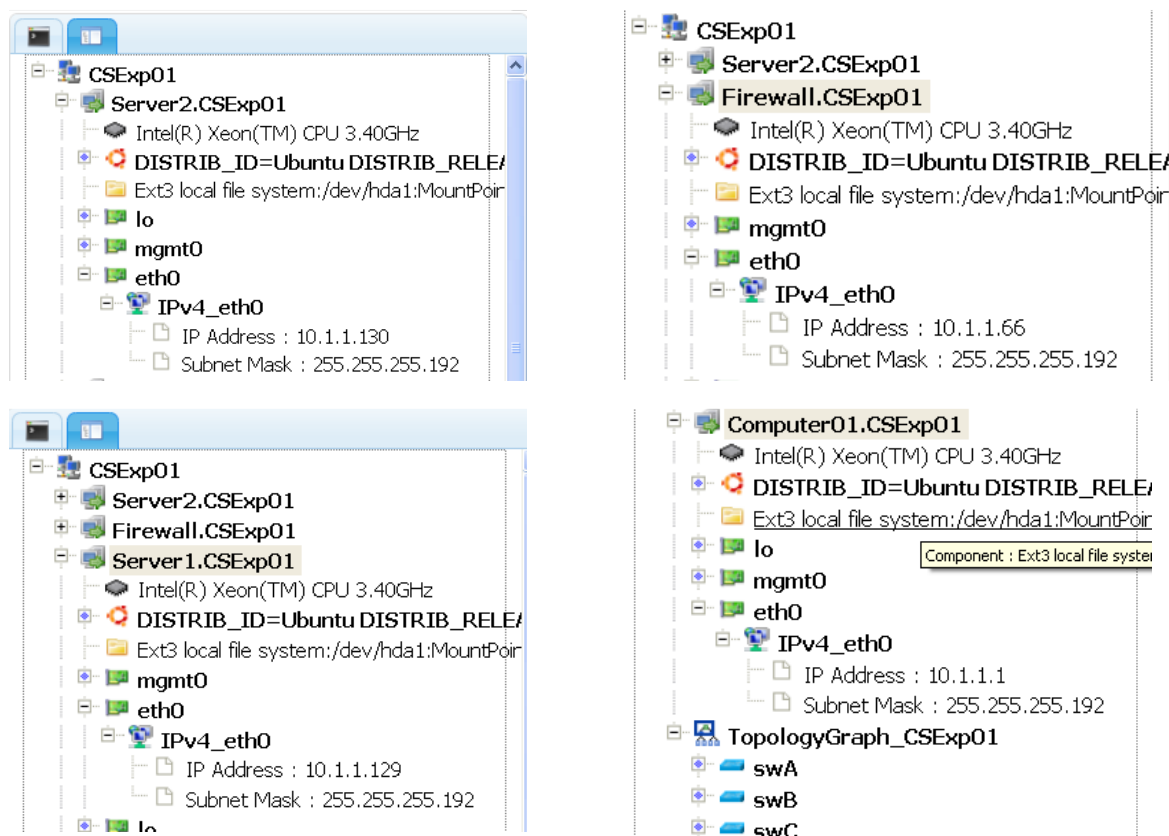 CSExp01
Server2.CSExp01
Intel(R) Xeon(TM) CPU 3.40GHz
DISTRIB_ID=Ubuntu DISTRIB_RELEA
Ext3 local file system:/dev/hda1:MountPoin
lo
mgmt0
eth0
IPv4_eth0
IP Address : 10.1.1.130
Subnet Mask : 255.255.255.192
CSExp01
Server2.CSExp01
Firewall.CSExp01
Intel(R) Xeon(TM) CPU 3.40GHz
DISTRIB_ID=Ubuntu DISTRIB_RELEA
Ext3 local file system:/dev/hda1:MountPoin
mgmt0
eth0
IPv4_eth0
IP Address : 10.1.1.66
Subnet Mask : 255.255.255.192
CSExp01
Server2.CSExp01
Firewall.CSExp01
Server1.CSExp01
Intel(R) Xeon(TM) CPU 3.40GHz
DISTRIB_ID=Ubuntu DISTRIB_RELEA
Ext3 local file system:/dev/hda1:MountPoin
mgmt0
eth0
IPv4_eth0
IP Address : 10.1.1.129
Subnet Mask : 255.255.255.192
lo
Computer01.CSExp01
Intel(R) Xeon(TM) CPU 3.40GHz
DISTRIB_ID=Ubuntu DISTRIB_RELEA
Ext3 local file system:/dev/hda1:MountPoin
lo
Component : Ext3 local file syste
mgmt0
eth0
IPv4_eth0
IP Address : 10.1.1.1
Subnet Mask : 255.255.255.192
TopologyGraph_CSExp01
swA
swB
swC